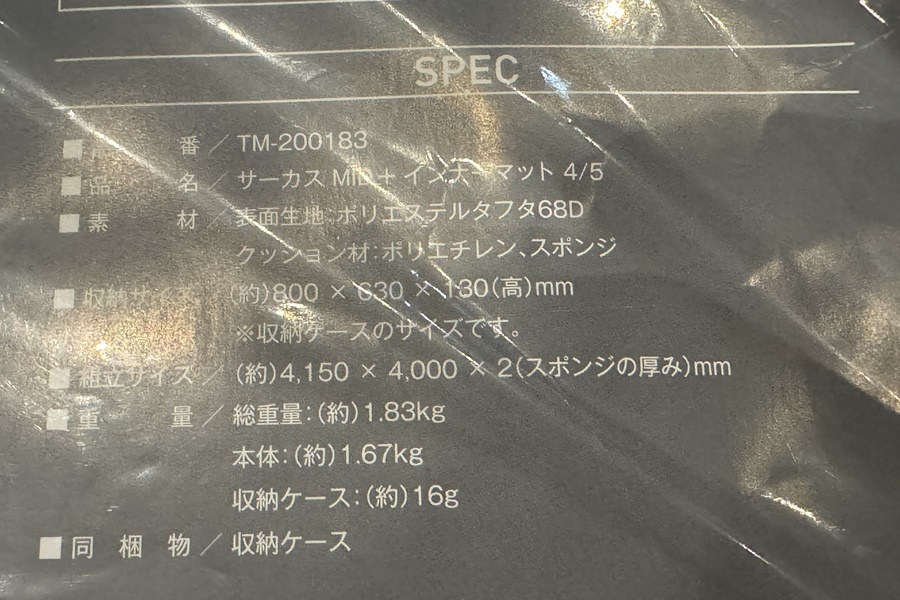 SPEC
■品　番／TM-200183
■品　名／サーカス MID＋ インナーマット 4/5
■素　材／表面生地:ポリエステルタフタ68D
クッション材:ポリエチレン、スポンジ
■収納サイズ／(約)800 × 630 × 130(高)mm
※収納ケースのサイズです。
■組立サイズ／(約)4,150 × 4,000 × 2(スポンジの厚み)mm
■重　量／総重量:(約)1.83kg
本体:(約)1.67kg
収納ケース:(約)16g
■同 梱 物／収納ケース